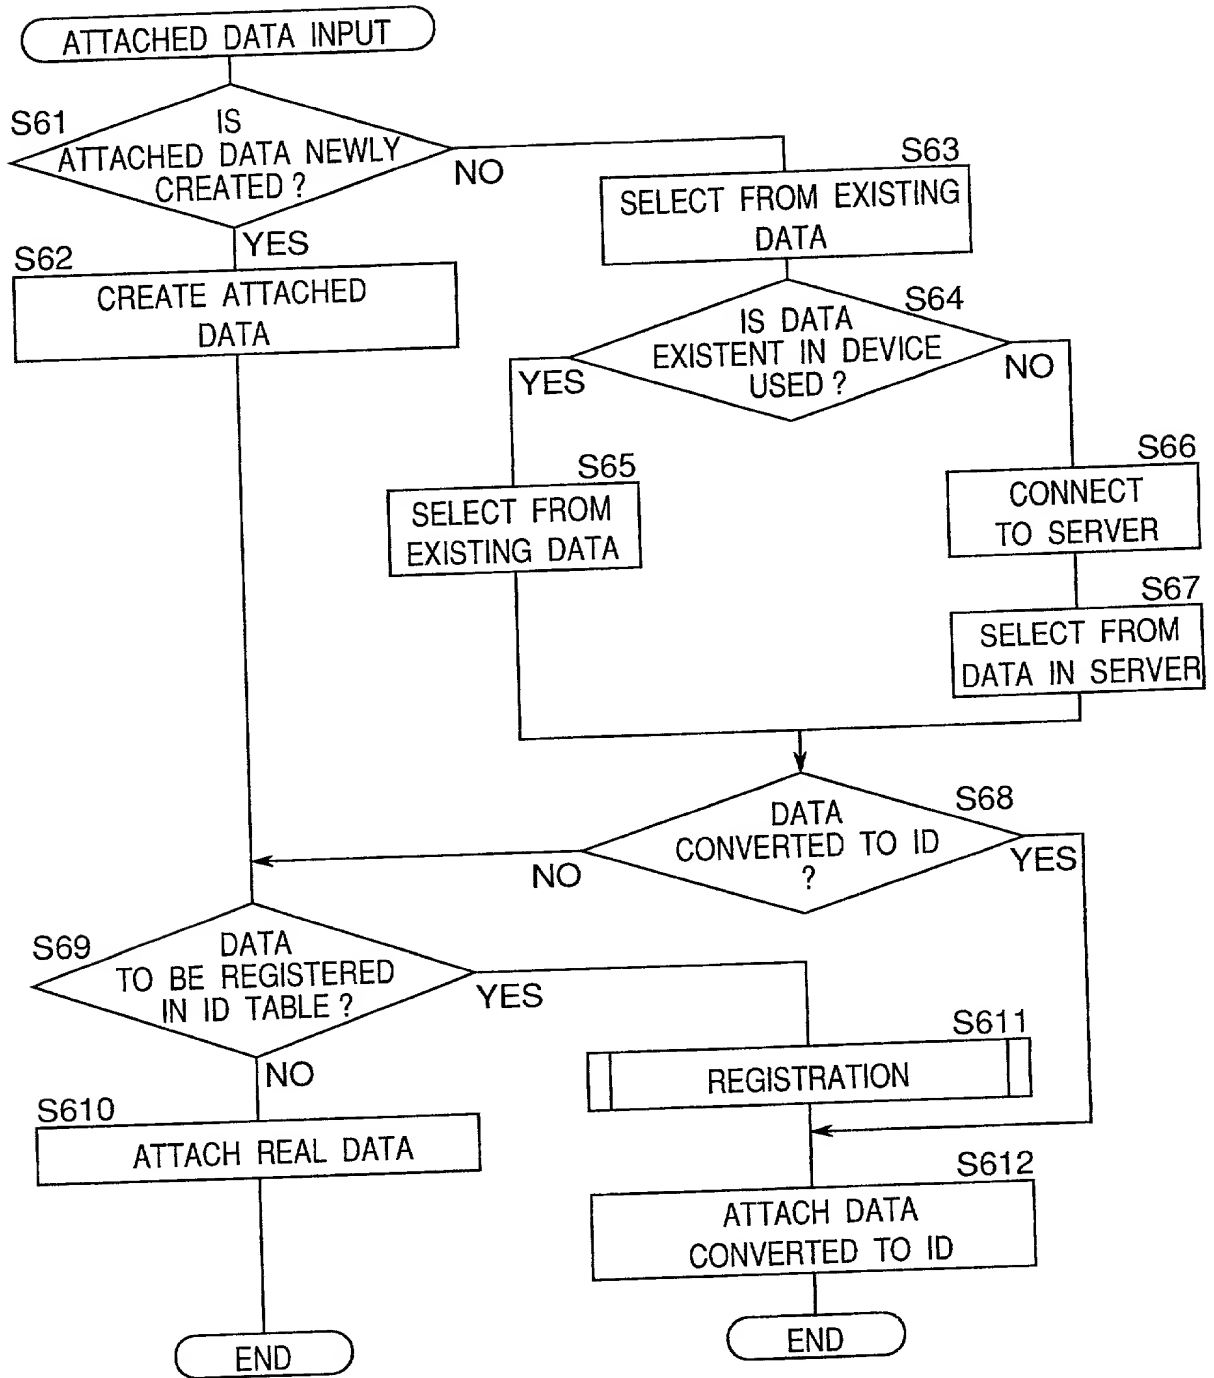 ATTACHED DATA INPUT
S61
IS
ATTACHED DATA NEWLY
CREATED ?
NO
YES
S62
CREATE ATTACHED
DATA
S63
SELECT FROM EXISTING
DATA
S64
IS DATA
EXISTENT IN DEVICE
USED ?
YES
NO
S65
SELECT FROM
EXISTING DATA
S66
CONNECT
TO SERVER
S67
SELECT FROM
DATA IN SERVER
S68
DATA
CONVERTED TO ID
?
NO
YES
S69
DATA
TO BE REGISTERED
IN ID TABLE ?
YES
NO
S610
ATTACH REAL DATA
S611
REGISTRATION
S612
ATTACH DATA
CONVERTED TO ID
END
END